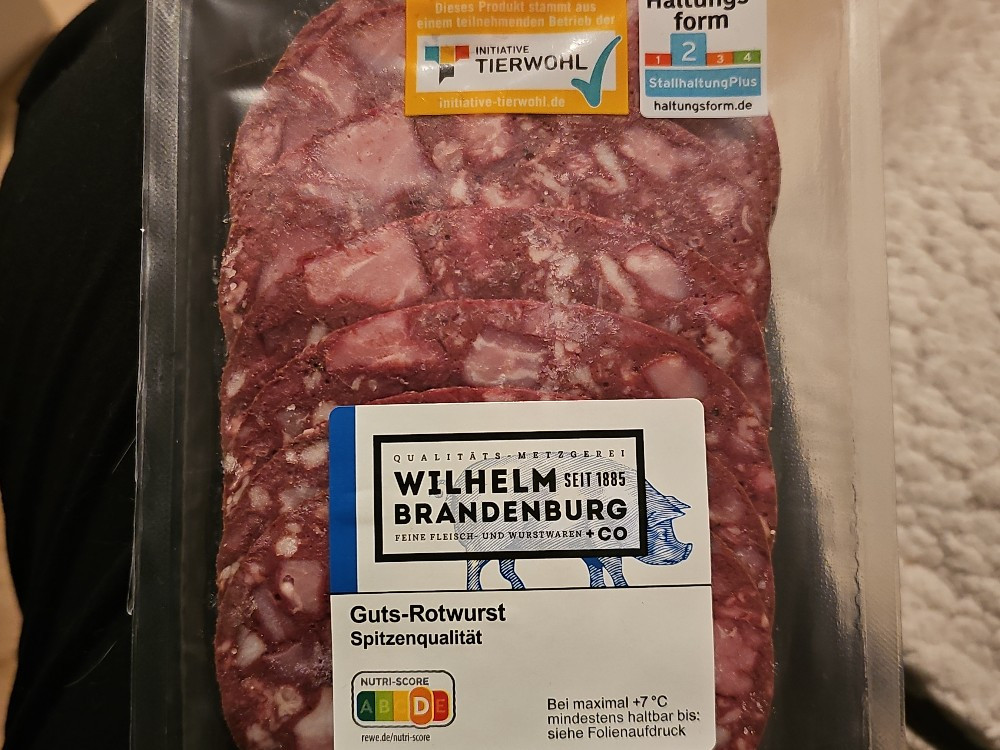 Dieses Produkt stammt aus
einem teilnehmenden Betrieb der
INITIATIVE
TIERWOHL
initiative-tierwohl.de
Haltungs
form
1 2 3 4
StallhaltungPlus
haltungsform.de
QUALITÄTS-METZGEREI
WILHELM SEIT 1885
BRANDENBURG
FEINE FLEISCH- UND WURSTWAREN + CO
Guts-Rotwurst
Spitzenqualität
NUTRI-SCORE
A B C D E
rewe.de/nutri-score
Bei maximal +7 °C
mindestens haltbar bis:
siehe Folienaufdruck